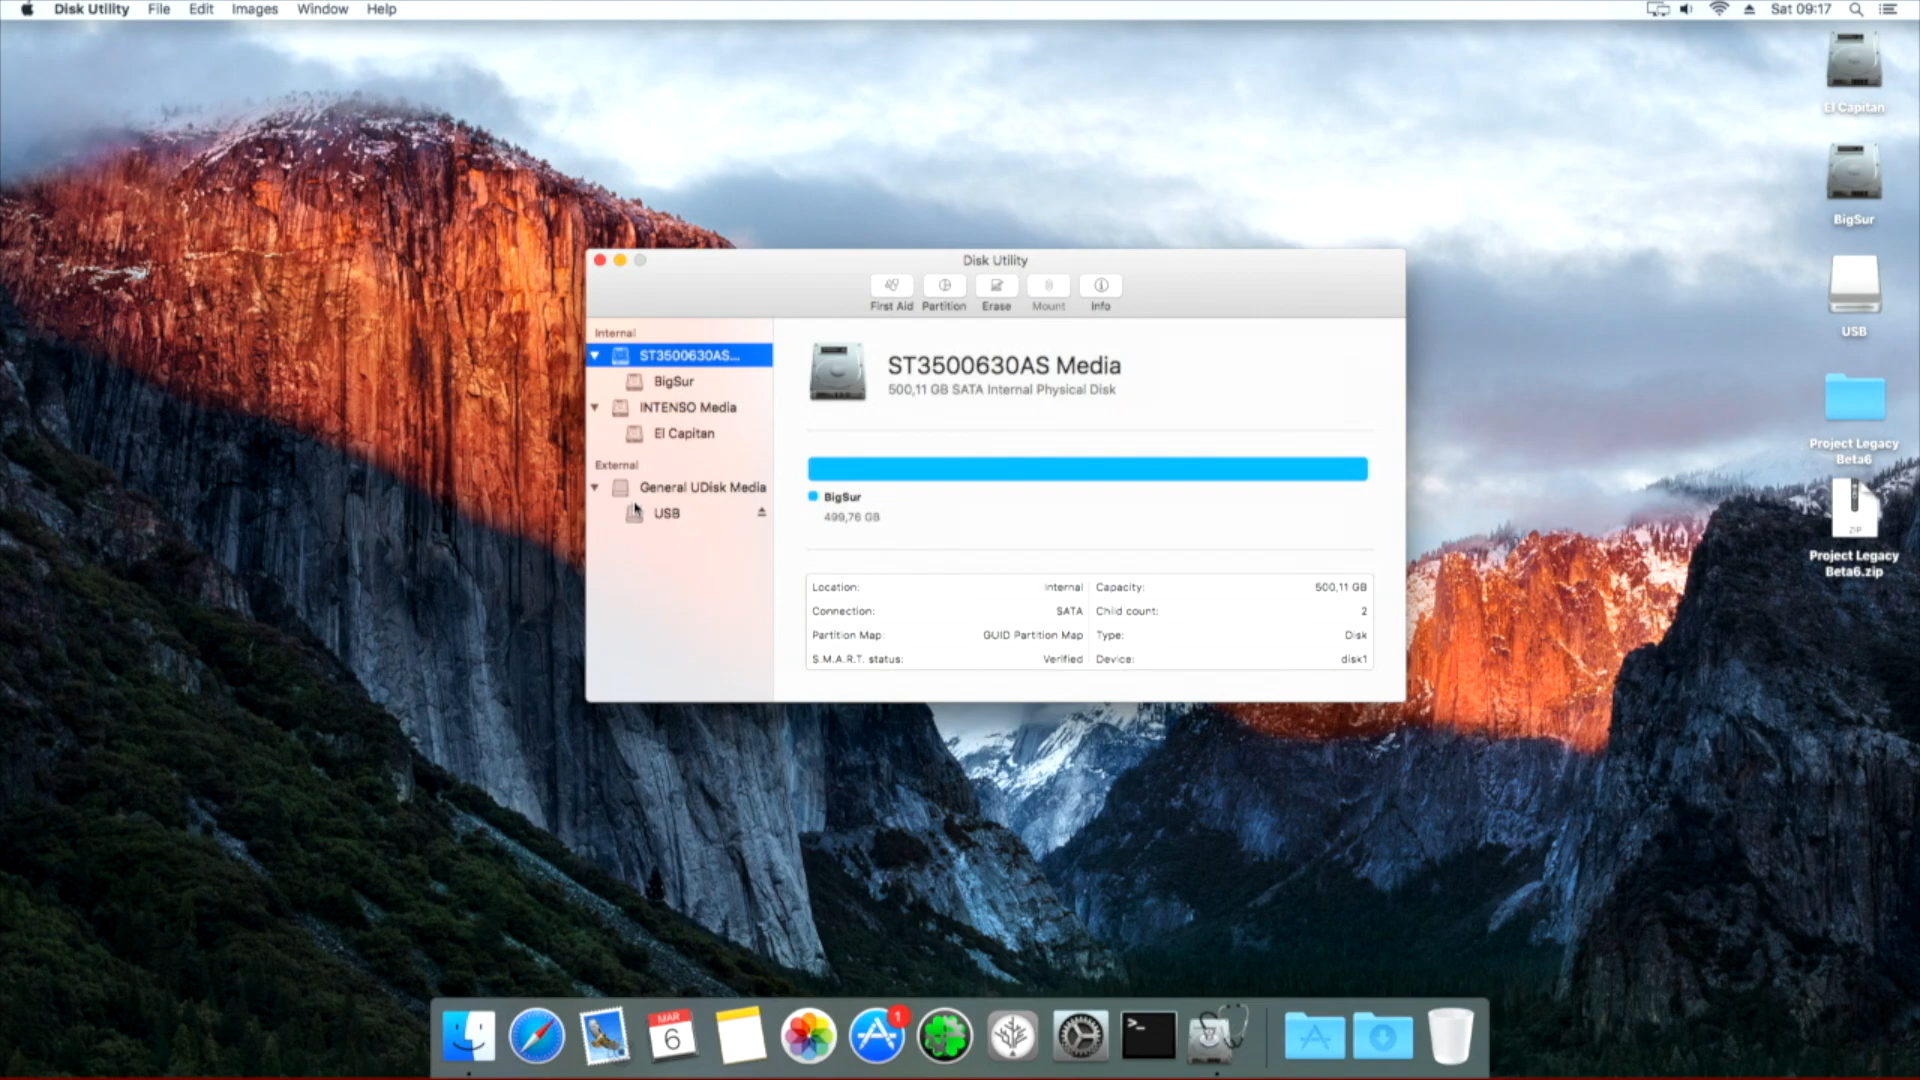 Disk Utility File Edit Images Window Help
Sat 09:17
El Capitan
BigSur
USB
Project Legacy
Beta6
ZIP
Project Legacy
Beta6.zip
Disk Utility
First Aid Partition Erase Mount Info
Internal
ST3500630AS...
BigSur
INTENSO Media
El Capitan
External
General UDisk Media
USB
ST3500630AS Media
500,11 GB SATA Internal Physical Disk
BigSur
499,76 GB
Location: Internal Capacity: 500,11 GB
Connection: SATA Child count: 2
Partition Map: GUID Partition Map Type: Disk
S.M.A.R.T. status: Verified Device: disk1
MAR
6
1
>_